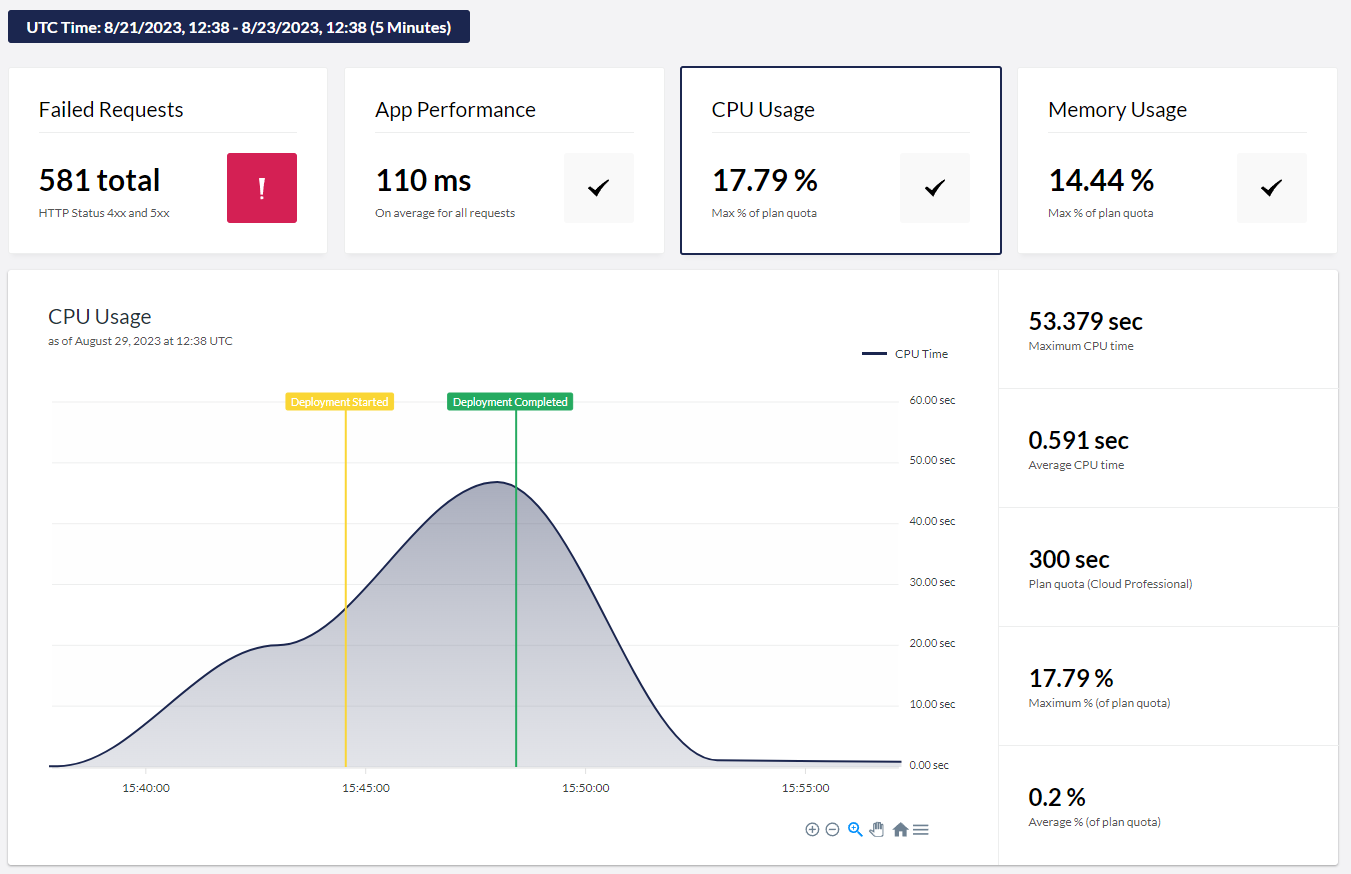 UTC Time: 8/21/2023, 12:38 - 8/23/2023, 12:38 (5 Minutes)
Failed Requests
581 total
HTTP Status 4xx and 5xx
!
App Performance
110 ms
On average for all requests
CPU Usage
17.79 %
Max % of plan quota
Memory Usage
14.44 %
Max % of plan quota
CPU Usage
as of August 29, 2023 at 12:38 UTC
CPU Time
Deployment Started
Deployment Completed
60.00 sec
50.00 sec
40.00 sec
30.00 sec
20.00 sec
10.00 sec
0.00 sec
15:40:00
15:45:00
15:50:00
15:55:00
53.379 sec
Maximum CPU time
0.591 sec
Average CPU time
300 sec
Plan quota (Cloud Professional)
17.79 %
Maximum % (of plan quota)
0.2 %
Average % (of plan quota)